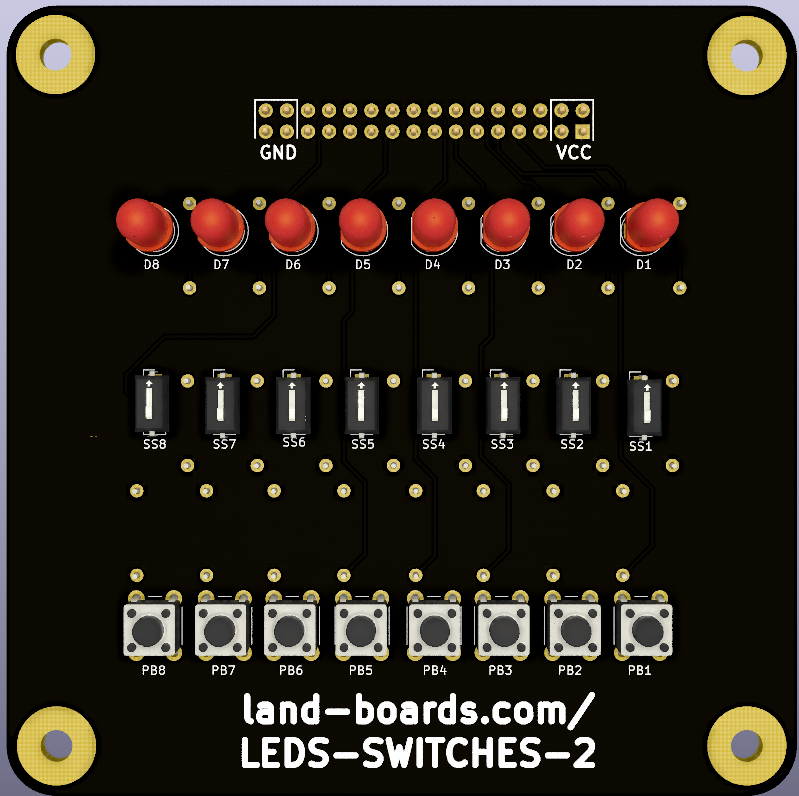 GND VCC
D8 D7 D6 D5 D4 D3 D2 D1
SS8 SS7 SS6 SS5 SS4 SS3 SS2 SS1
PB8 PB7 PB6 PB5 PB4 PB3 PB2 PB1
land-boards.com/
LEDS-SWITCHES-2